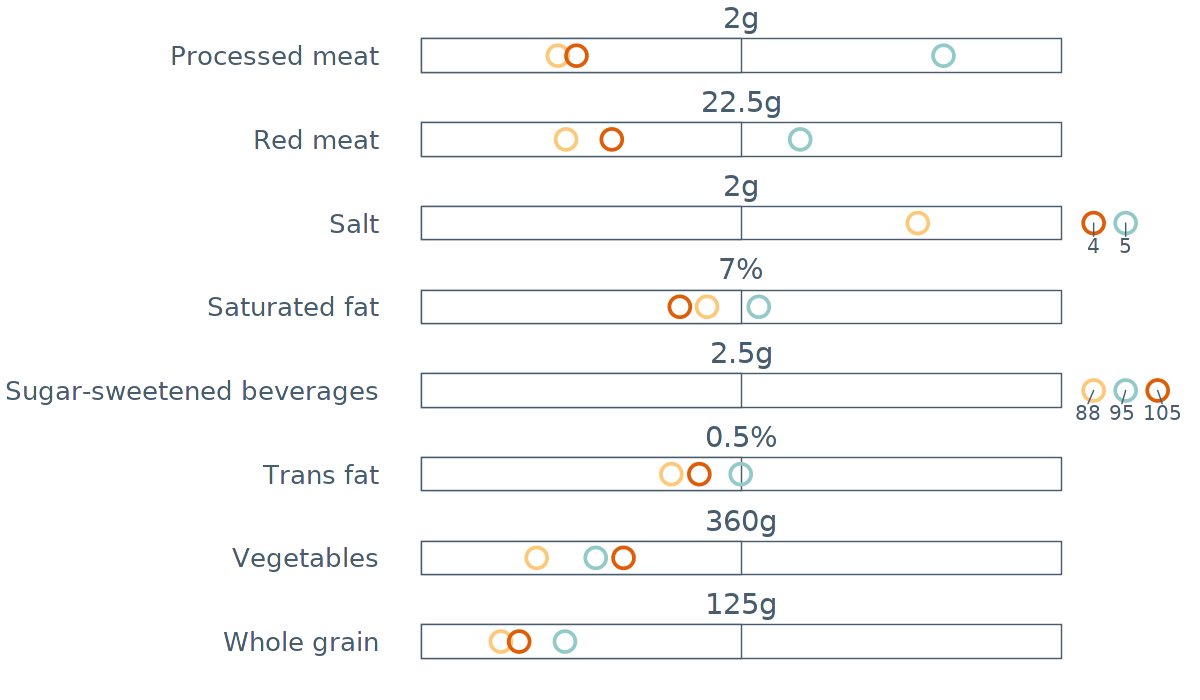 2g
Processed meat
22.5g
Red meat
2g
Salt
4 5
7%
Saturated fat
2.5g
Sugar-sweetened beverages
88 95 105
0.5%
Trans fat
360g
Vegetables
125g
Whole grain